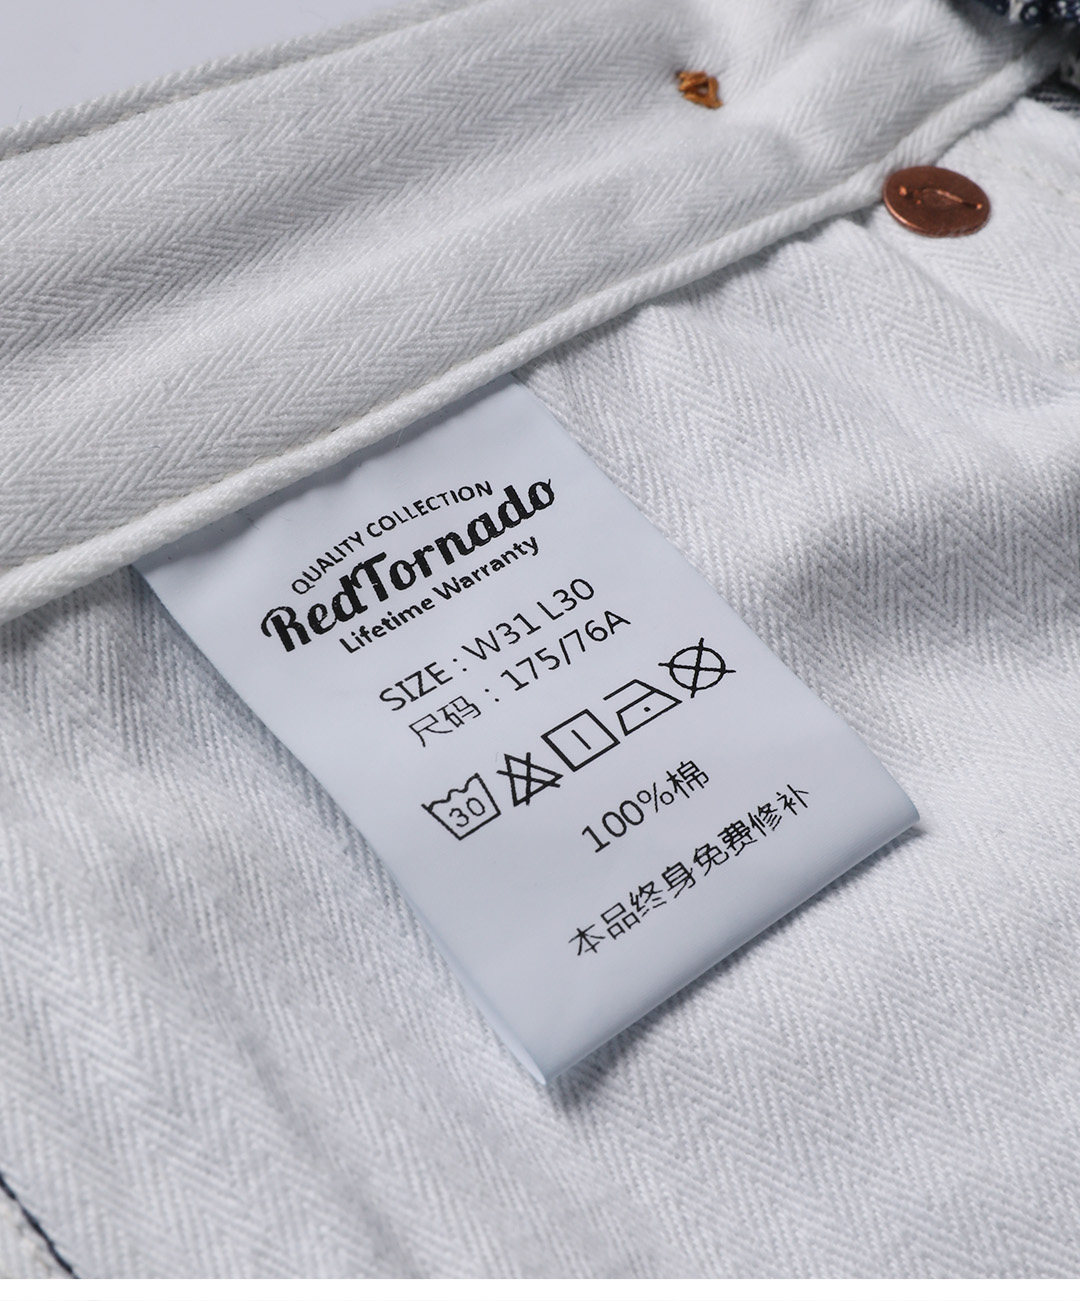 QUALITY COLLECTION
RedTornado
Lifetime Warranty
SIZE : W31 L30
尺码 : 175/76A
30
100%棉
本品终身免费修补